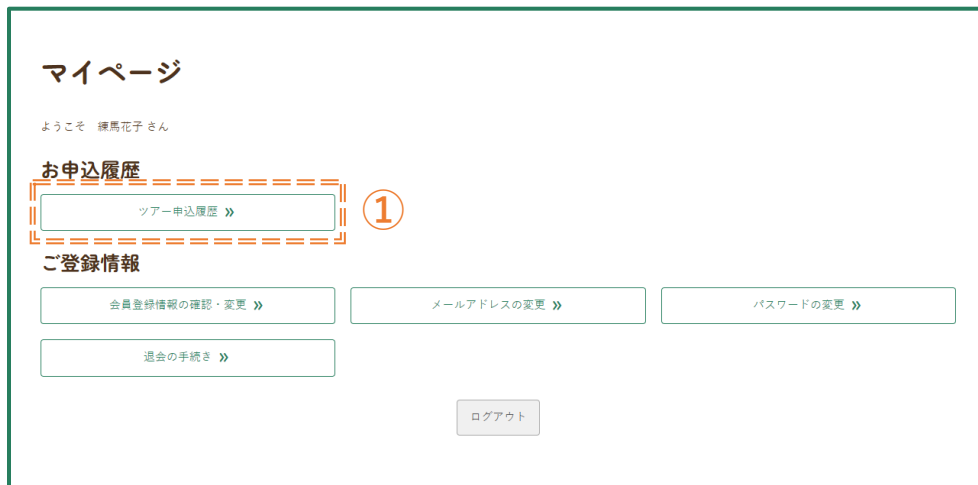 マイページ
ようこそ　練馬花子 さん
お申込履歴
ツアー申込履歴 »
①
ご登録情報
会員登録情報の確認・変更 »
メールアドレスの変更 »
パスワードの変更 »
退会の手続き »
ログアウト